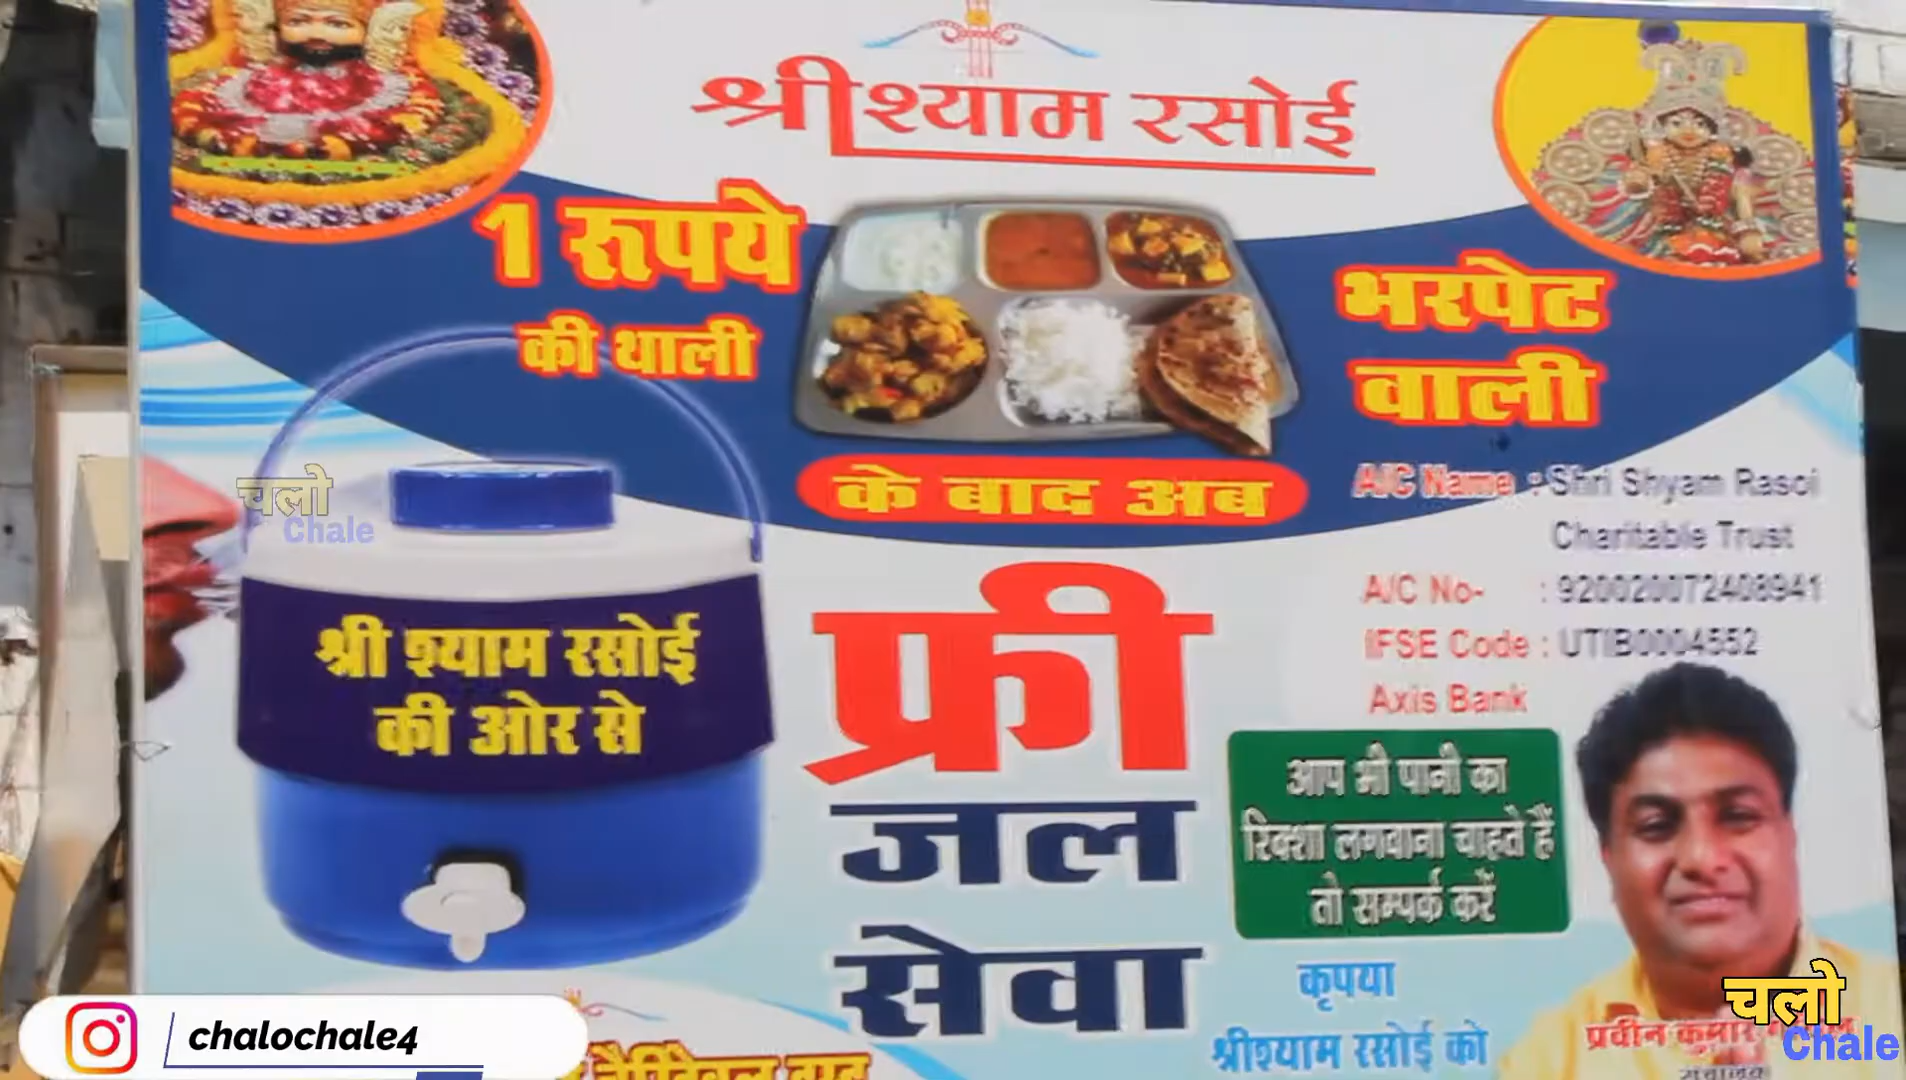 श्री श्याम रसोई
1 रूपये
की थाली
भरपेट
वाली
के बाद अब
A/C Name : Shri Shyam Rasoi
Charitable Trust
A/C No- : 920020072408941
IFSE Code : UTIB0004552
Axis Bank
चलो
Chale
श्री श्याम रसोई
की ओर से
फ्री
जल
सेवा
आप भी पानी का
रिक्शा लगवाना चाहते हैं
तो सम्पर्क करें
कृपया
श्रीश्याम रसोई को
प्रवीन कुमार
संचालक
चलो
Chale
chalochale4